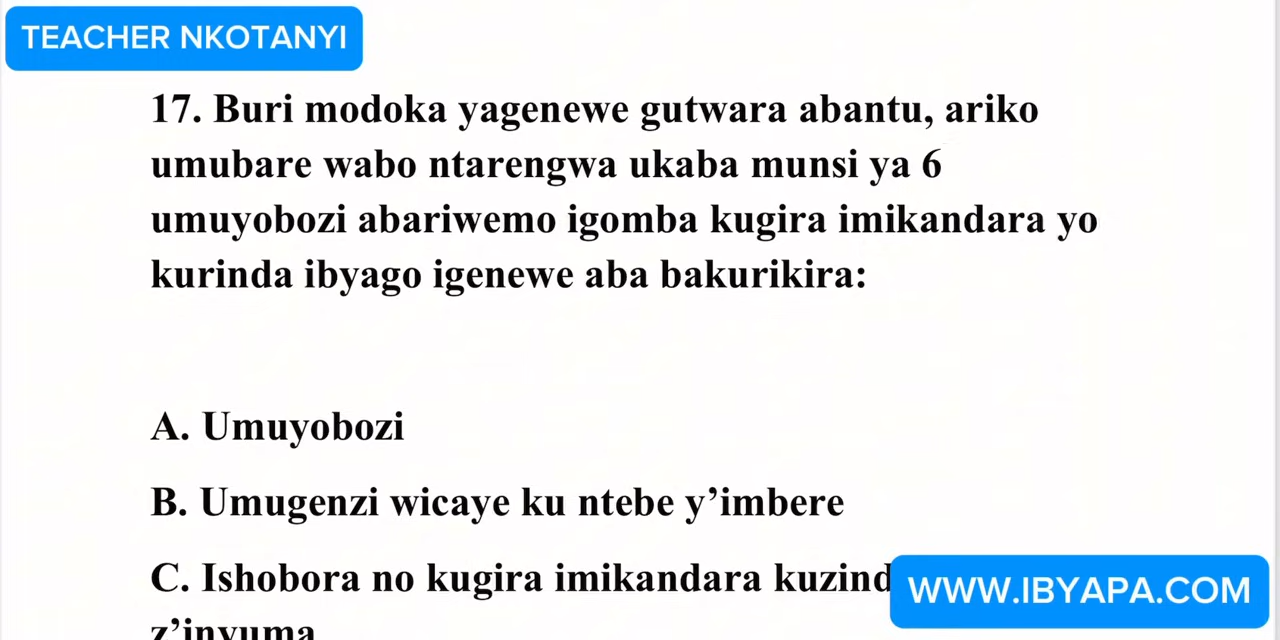 TEACHER NKOTANYI
17. Buri modoka yagenewe gutwara abantu, ariko
umubare wabo ntarengwa ukaba munsi ya 6
umuyobozi abariwemo igomba kugira imikandara yo
kurinda ibyago igenewe aba bakurikira:
A. Umuyobozi
B. Umugenzi wicaye ku ntebe y’imbere
C. Ishobora no kugira imikandara
WWW.IBYAPA.COM
z’inyuma